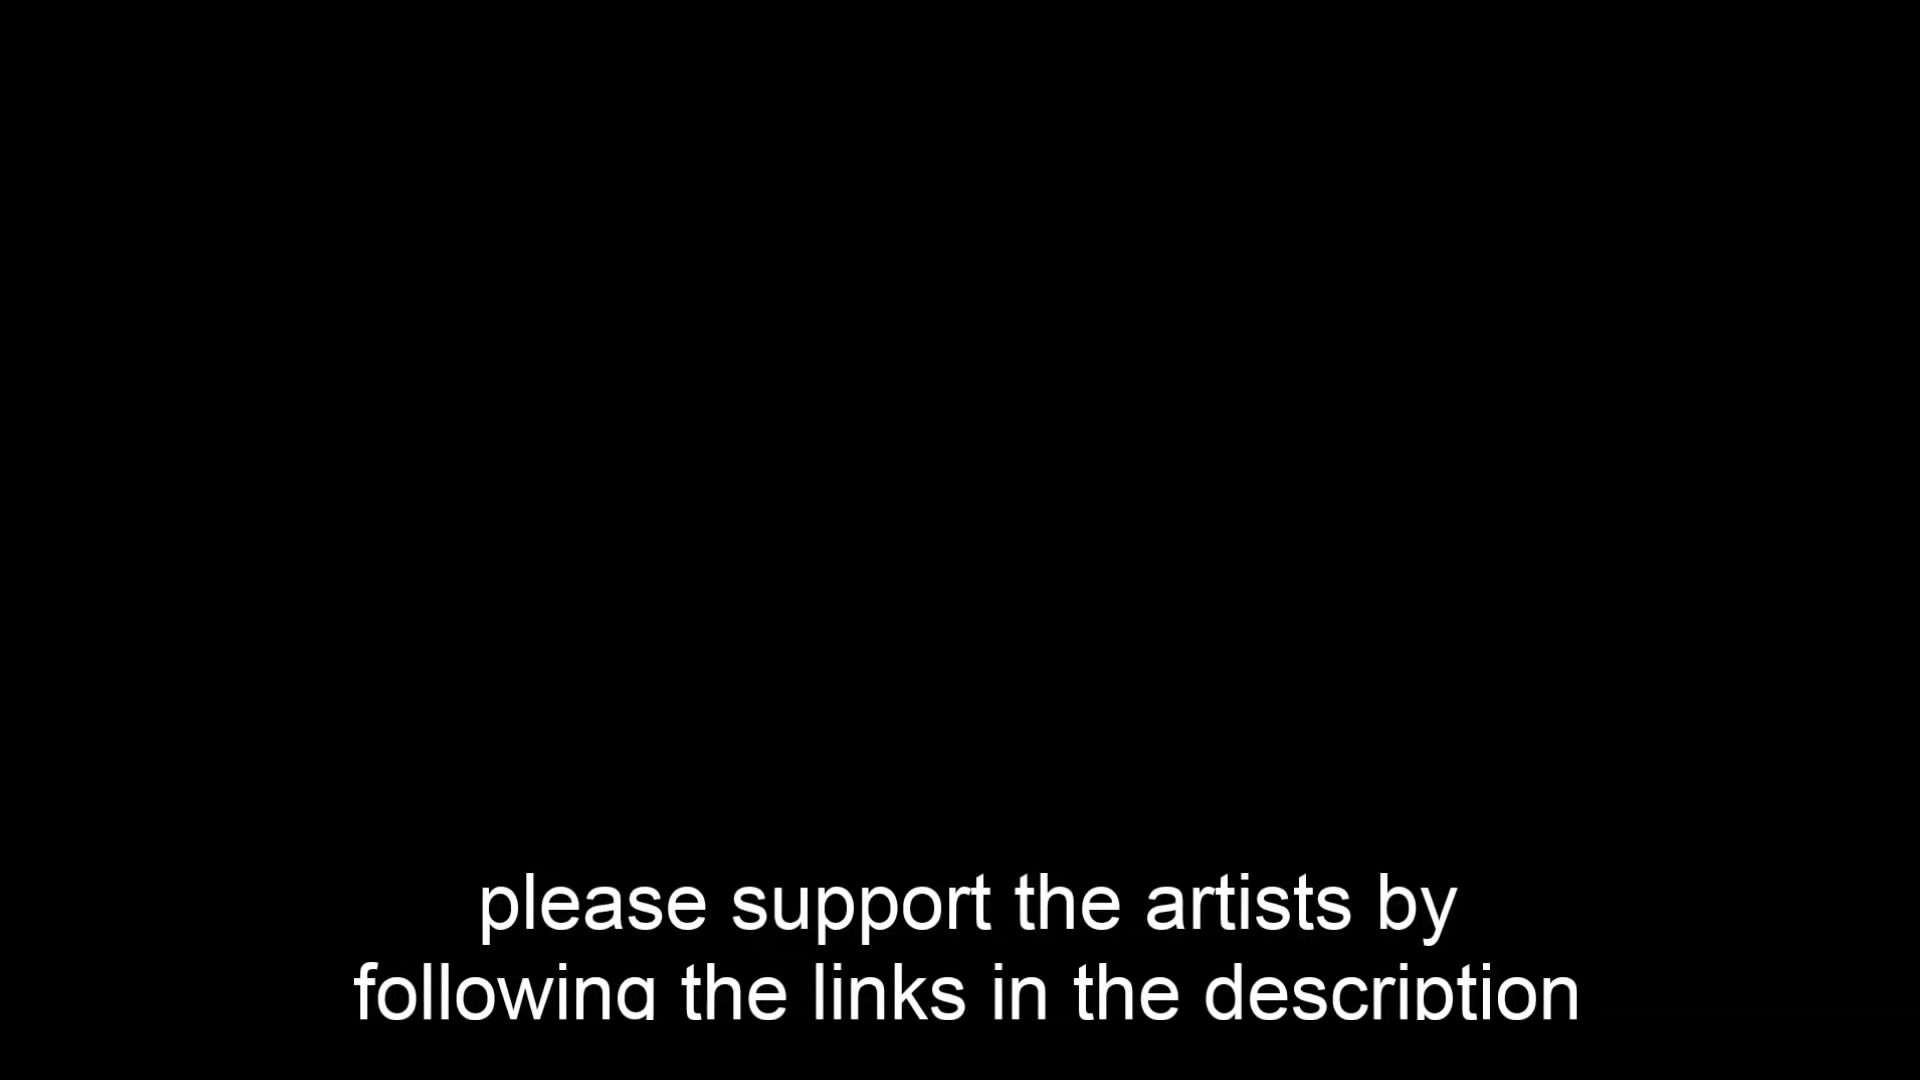 please support the artists by
following the links in the description